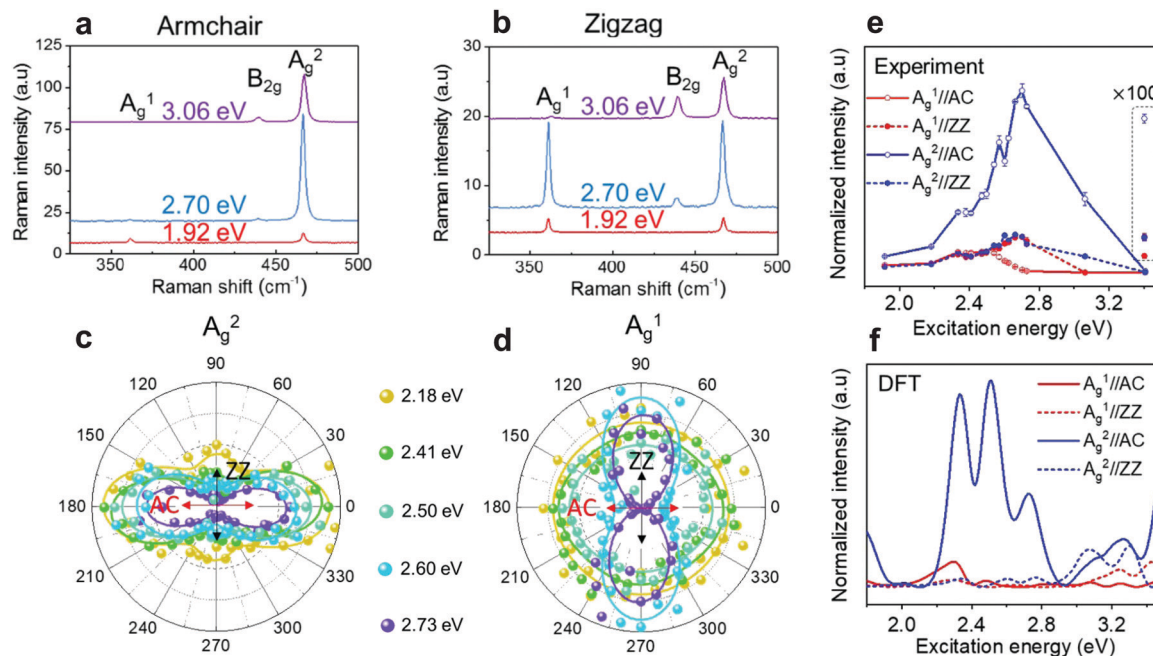 a Armchair
Raman intensity (a.u)
125
100
75
50
25
0
A_g^1
B_2g
A_g^2
3.06 eV
2.70 eV
1.92 eV
350 400 450 500
Raman shift (cm⁻¹)
b Zigzag
Raman intensity (a.u)
30
20
10
0
A_g^1
B_2g
A_g^2
3.06 eV
2.70 eV
1.92 eV
350 400 450 500
Raman shift (cm⁻¹)
e
Experiment
Normalized intensity (a.u)
A_g^1//AC
A_g^1//ZZ
A_g^2//AC
A_g^2//ZZ
×100
2.0 2.4 2.8 3.2
Excitation energy (eV)
c
A_g^2
90
120 60
150 30
180 0
210 330
240 300
270
ZZ
AC
2.18 eV
2.41 eV
2.50 eV
2.60 eV
2.73 eV
d
A_g^1
90
120 60
150 30
180 0
210 330
240 300
270
ZZ
AC
f
DFT
Normalized intensity (a.u)
A_g^1//AC
A_g^1//ZZ
A_g^2//AC
A_g^2//ZZ
2.0 2.4 2.8 3.2
Excitation energy (eV)